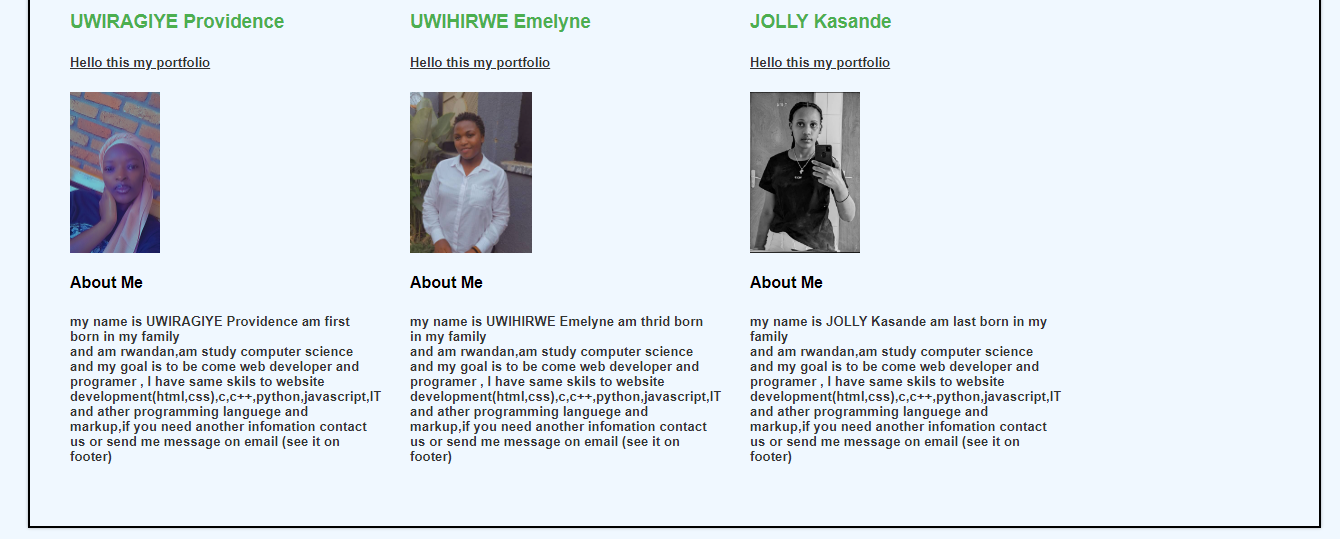 UWIRAGIYE Providence
Hello this my portfolio
About Me
my name is UWIRAGIYE Providence am first
born in my family
and am rwandan,am study computer science
and my goal is to be come web developer and
programer , I have same skils to website
development(html,css),c,c++,python,javascript,IT
and ather programming languege and
markup,if you need another infomation contact
us or send me message on email (see it on
footer)
UWIHIRWE Emelyne
Hello this my portfolio
About Me
my name is UWIHIRWE Emelyne am thrid born
in my family
and am rwandan,am study computer science
and my goal is to be come web developer and
programer , I have same skils to website
development(html,css),c,c++,python,javascript,IT
and ather programming languege and
markup,if you need another infomation contact
us or send me message on email (see it on
footer)
JOLLY Kasande
Hello this my portfolio
About Me
my name is JOLLY Kasande am last born in my
family
and am rwandan,am study computer science
and my goal is to be come web developer and
programer , I have same skils to website
development(html,css),c,c++,python,javascript,IT
and ather programming languege and
markup,if you need another infomation contact
us or send me message on email (see it on
footer)